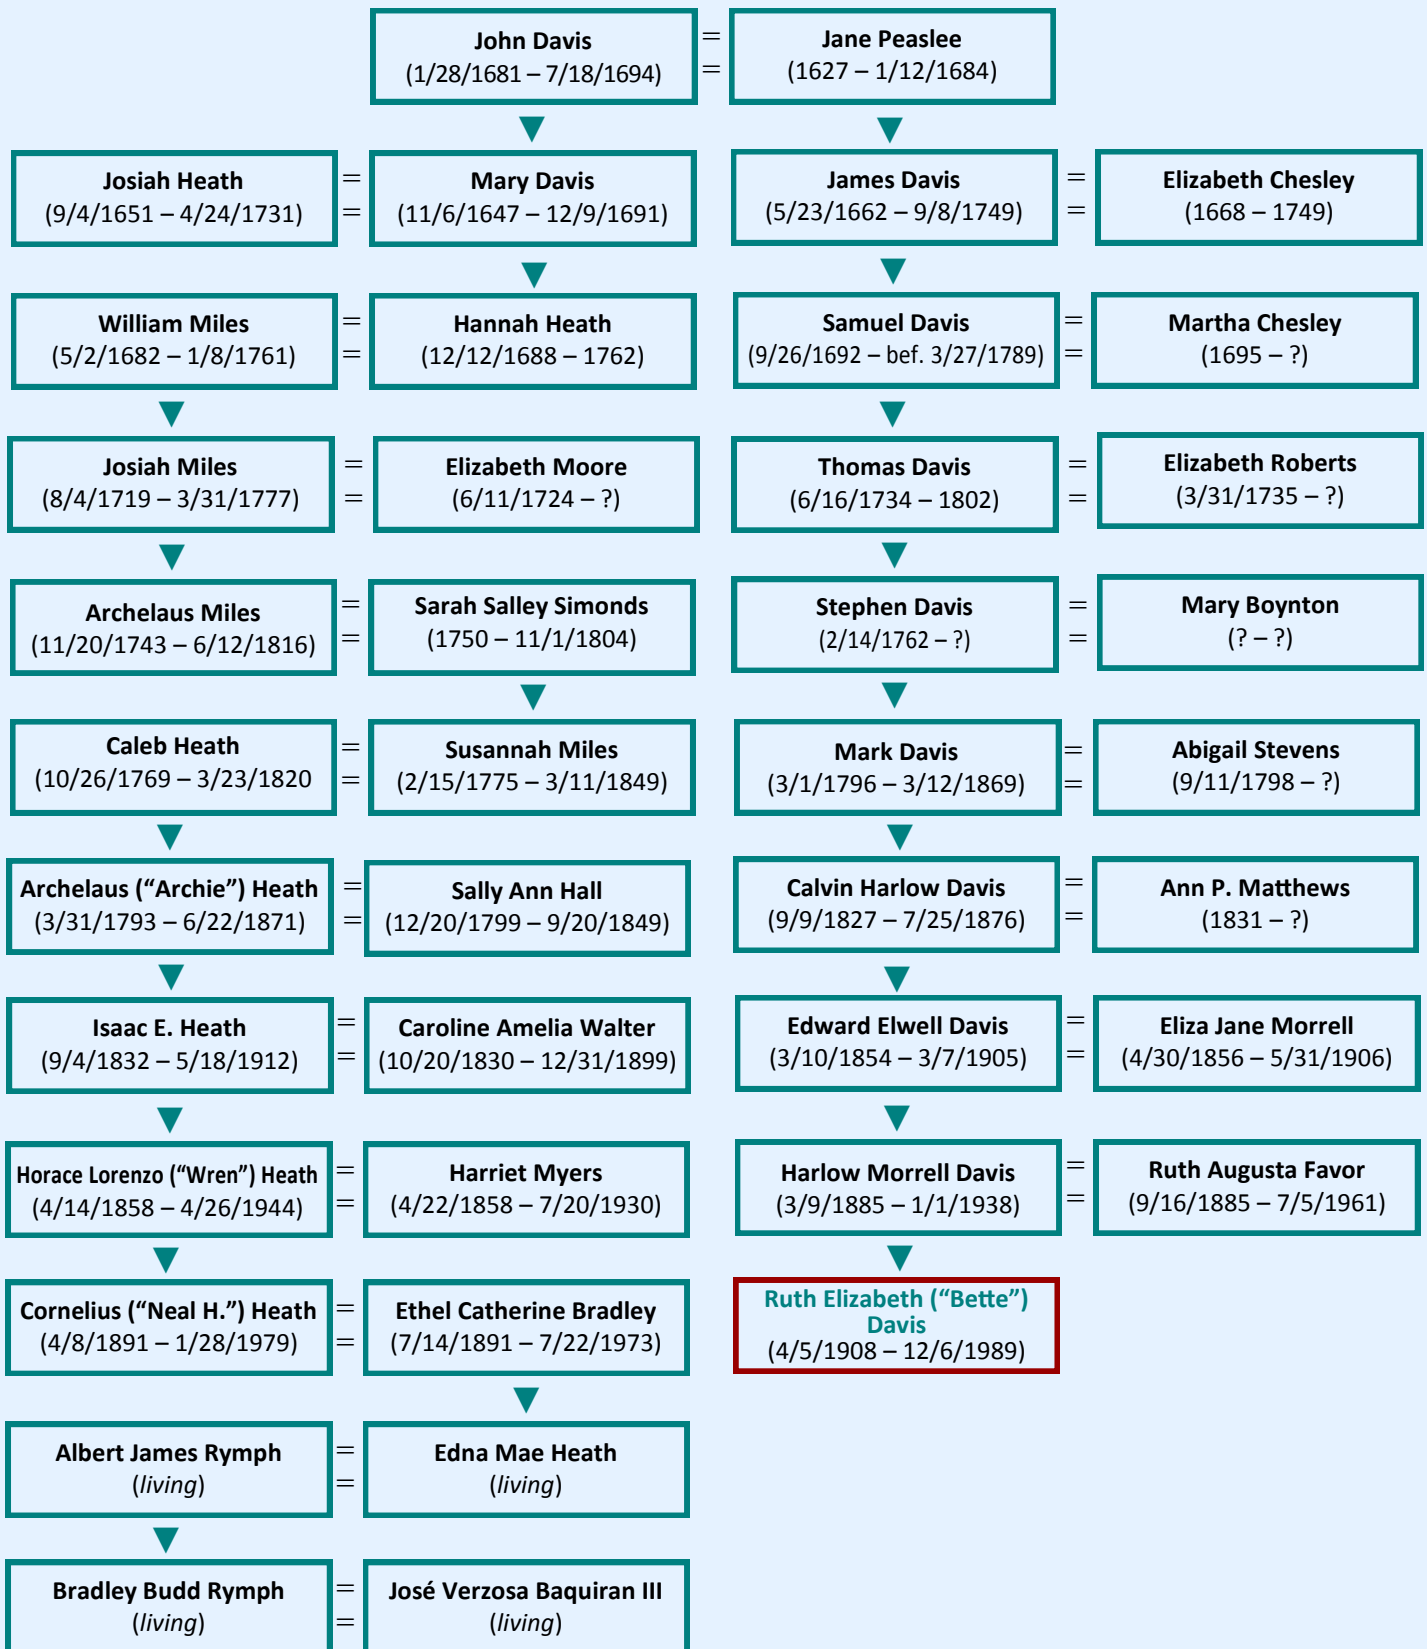 John Davis
(1/28/1681 – 7/18/1694)
=
=
Jane Peaslee
(1627 – 1/12/1684)
Josiah Heath
(9/4/1651 – 4/24/1731)
=
=
Mary Davis
(11/6/1647 – 12/9/1691)
James Davis
(5/23/1662 – 9/8/1749)
=
=
Elizabeth Chesley
(1668 – 1749)
William Miles
(5/2/1682 – 1/8/1761)
=
=
Hannah Heath
(12/12/1688 – 1762)
Samuel Davis
(9/26/1692 – bef. 3/27/1789)
=
=
Martha Chesley
(1695 – ?)
Josiah Miles
(8/4/1719 – 3/31/1777)
=
=
Elizabeth Moore
(6/11/1724 – ?)
Thomas Davis
(6/16/1734 – 1802)
=
=
Elizabeth Roberts
(3/31/1735 – ?)
Archelaus Miles
(11/20/1743 – 6/12/1816)
=
=
Sarah Salley Simonds
(1750 – 11/1/1804)
Stephen Davis
(2/14/1762 – ?)
=
=
Mary Boynton
(? – ?)
Caleb Heath
(10/26/1769 – 3/23/1820
=
=
Susannah Miles
(2/15/1775 – 3/11/1849)
Mark Davis
(3/1/1796 – 3/12/1869)
=
=
Abigail Stevens
(9/11/1798 – ?)
Archelaus (“Archie”) Heath
(3/31/1793 – 6/22/1871)
=
=
Sally Ann Hall
(12/20/1799 – 9/20/1849)
Calvin Harlow Davis
(9/9/1827 – 7/25/1876)
=
=
Ann P. Matthews
(1831 – ?)
Isaac E. Heath
(9/4/1832 – 5/18/1912)
=
=
Caroline Amelia Walter
(10/20/1830 – 12/31/1899)
Edward Elwell Davis
(3/10/1854 – 3/7/1905)
=
=
Eliza Jane Morrell
(4/30/1856 – 5/31/1906)
Horace Lorenzo (“Wren”) Heath
(4/14/1858 – 4/26/1944)
=
=
Harriet Myers
(4/22/1858 – 7/20/1930)
Harlow Morrell Davis
(3/9/1885 – 1/1/1938)
=
=
Ruth Augusta Favor
(9/16/1885 – 7/5/1961)
Cornelius (“Neal H.”) Heath
(4/8/1891 – 1/28/1979)
=
=
Ethel Catherine Bradley
(7/14/1891 – 7/22/1973)
Ruth Elizabeth (“Bette”)
Davis
(4/5/1908 – 12/6/1989)
Albert James Rymph
(living)
=
=
Edna Mae Heath
(living)
Bradley Budd Rymph
(living)
=
=
José Verzosa Baquiran III
(living)